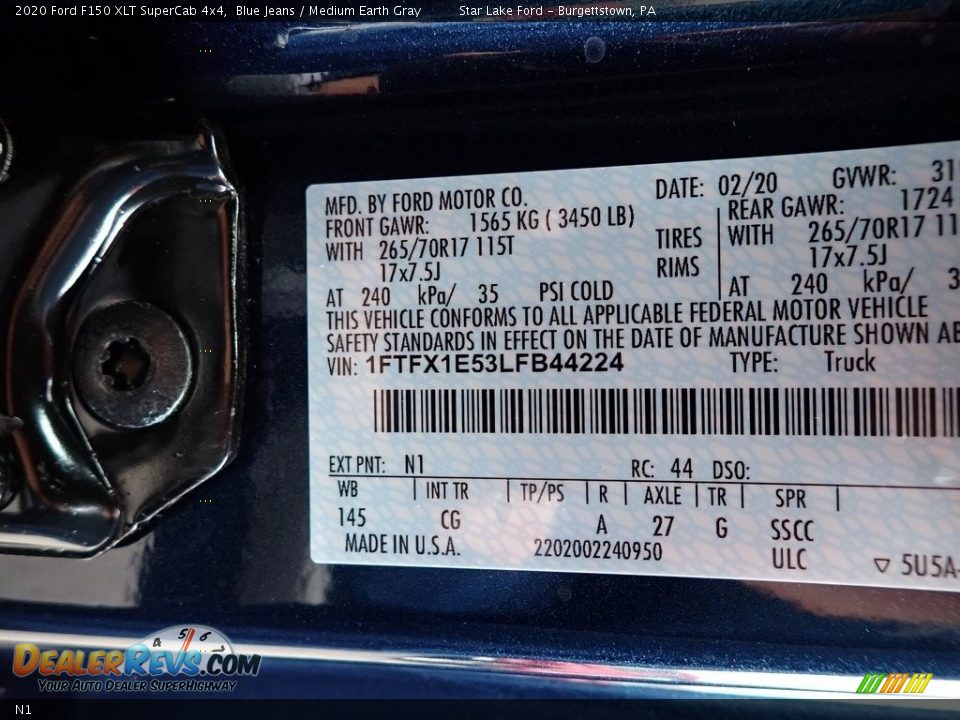 2020 Ford F150 XLT SuperCab 4x4, Blue Jeans / Medium Earth Gray Star Lake Ford - Burgettstown, PA
MFD. BY FORD MOTOR CO. DATE: 02/20 GVWR:
FRONT GAWR: 1565 KG ( 3450 LB) REAR GAWR: 1724
WITH 265/70R17 115T TIRES WITH 265/70R17
17x7.5J RIMS 17x7.5J
AT 240 kPa/ 35 PSI COLD AT 240 kPa/
THIS VEHICLE CONFORMS TO ALL APPLICABLE FEDERAL MOTOR VEHICLE
SAFETY STANDARDS IN EFFECT ON THE DATE OF MANUFACTURE SHOWN
VIN: 1FTFX1E53LFB44224 TYPE: Truck
EXT PNT: N1 RC: 44 DSO:
WB INT TR TP/PS R AXLE TR SPR
145 CG A 27 G SSCC
MADE IN U.S.A. 2202002240950 ULC 5U5A-
DEALERREVS.COM
4 5 6
YOUR AUTO DEALER SUPERHIGHWAY
N1